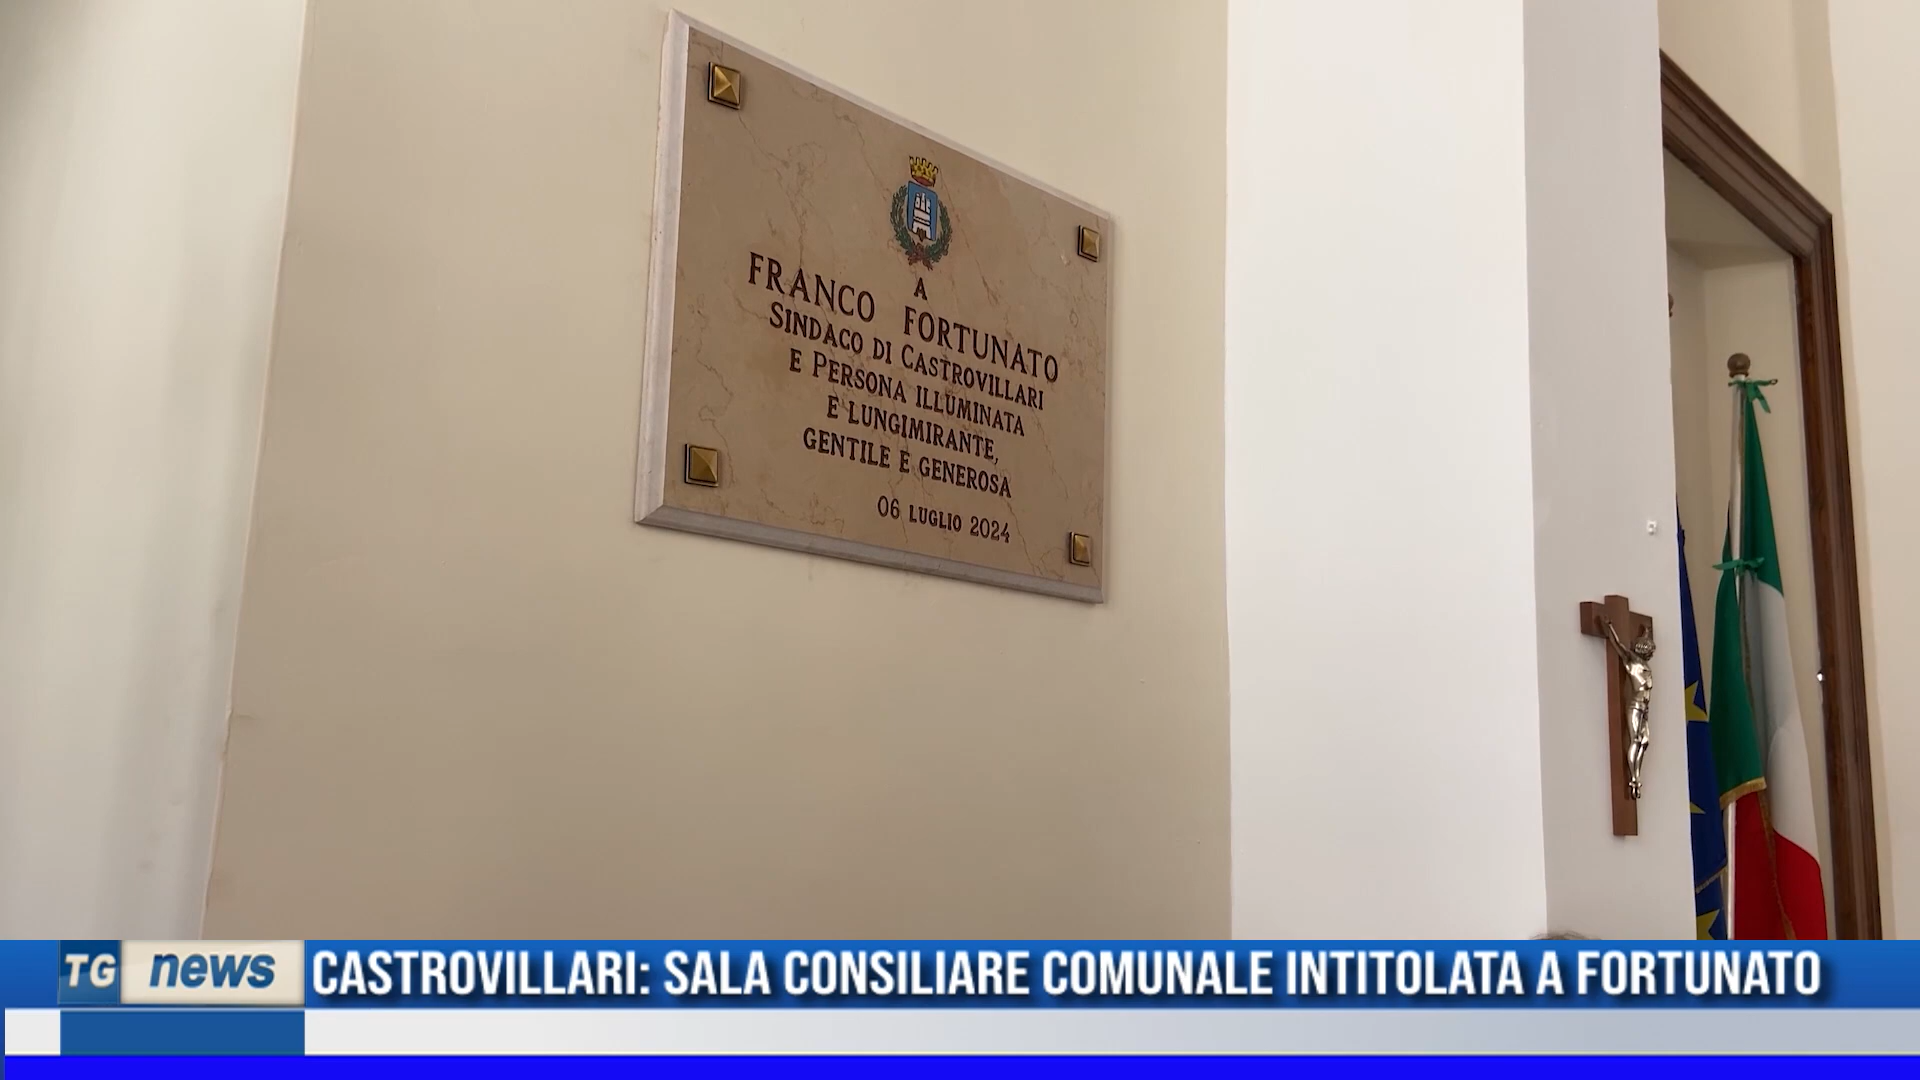 A
FRANCO FORTUNATO
SINDACO DI CASTROVILLARI
E PERSONA ILLUMINATA
E LUNGIMIRANTE,
GENTILE E GENEROSA
06 LUGLIO 2024
TG news
CASTROVILLARI: SALA CONSILIARE COMUNALE INTITOLATA A FORTUNATO